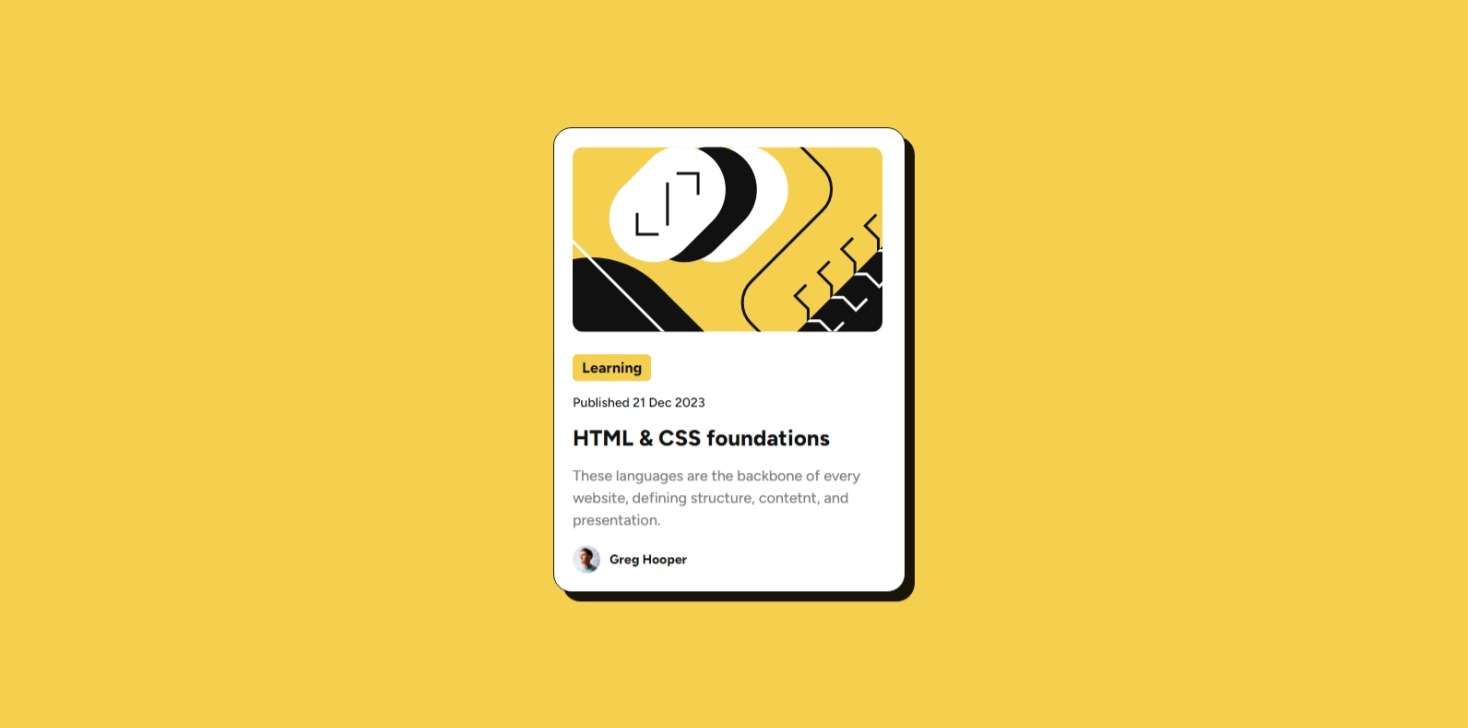 Learning
Published 21 Dec 2023
HTML & CSS foundations
These languages are the backbone of every
website, defining structure, contetnt, and
presentation.
Greg Hooper